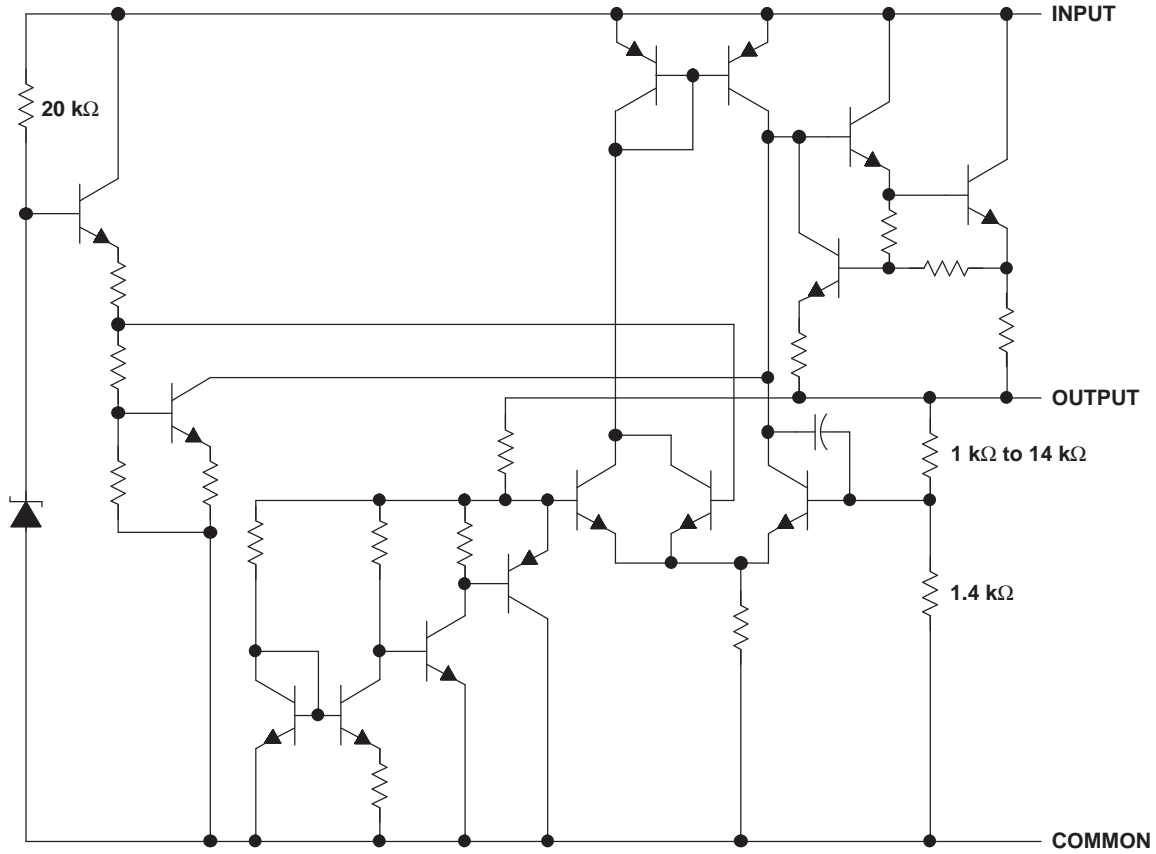 INPUT
20 kΩ
OUTPUT
1 kΩ to 14 kΩ
1.4 kΩ
COMMON